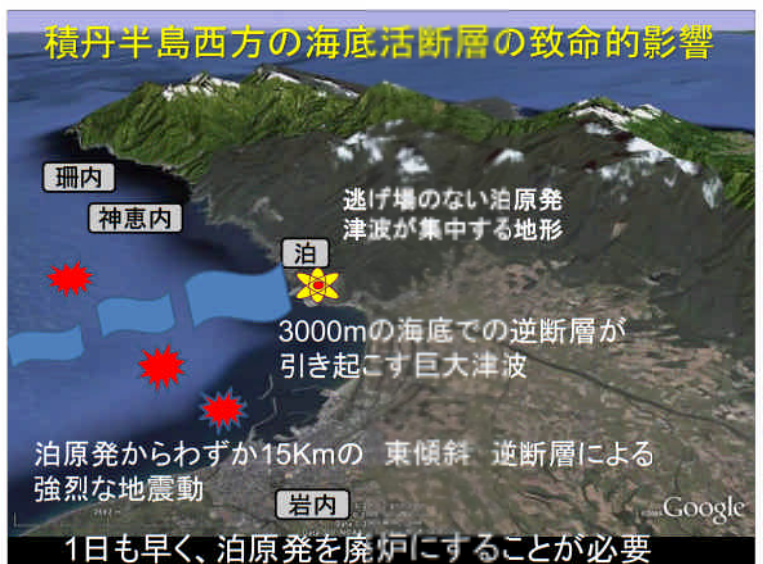 積丹半島西方の海底活断層の致命的影響
珊内
神恵内
逃げ場のない泊原発
津波が集中する地形
泊
3000mの海底での逆断層が
引き起こす巨大津波
泊原発からわずか15Kmの 東傾斜 逆断層による
強烈な地震動
岩内
Google
1日も早く、泊原発を廃炉にすることが必要